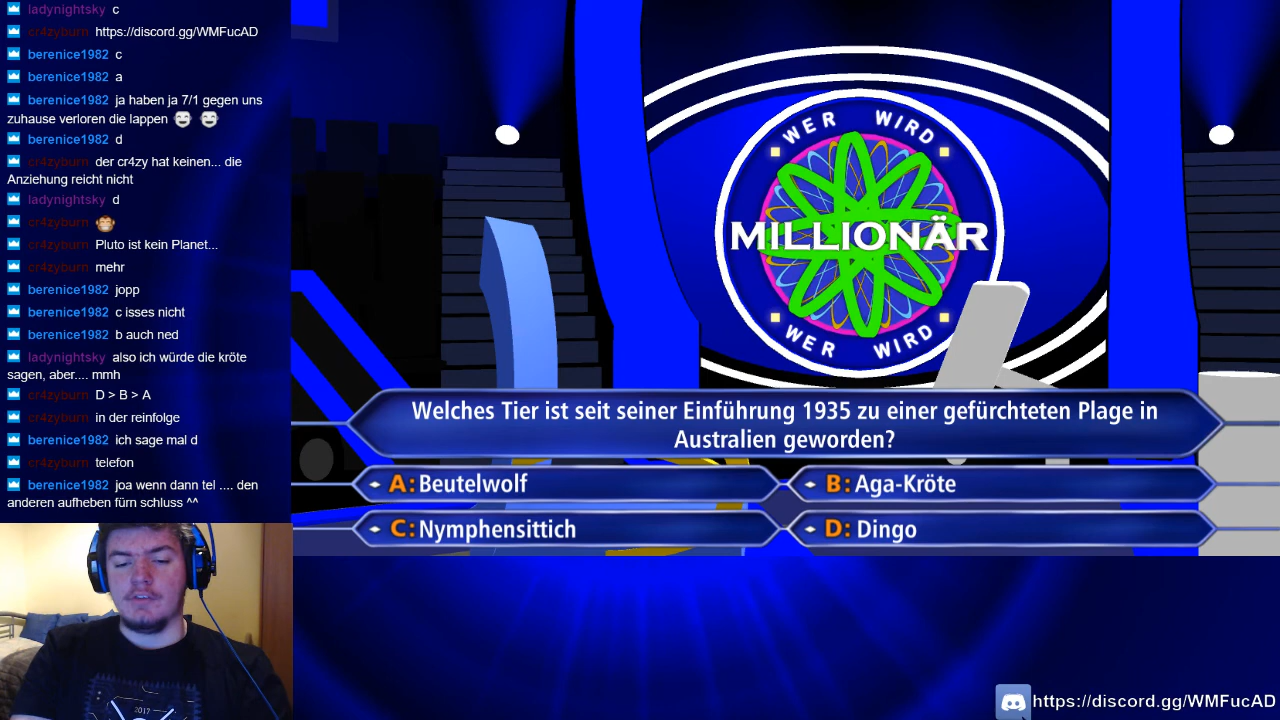 ladynightsky c
cr4zyburn https://discord.gg/WMFucAD
berenice1982 c
berenice1982 a
berenice1982 ja haben ja 7/1 gegen uns
zuhause verloren die lappen
berenice1982 d
cr4zyburn der cr4zy hat keinen... die
Anziehung reicht nicht
ladynightsky d
cr4zyburn
cr4zyburn Pluto ist kein Planet...
cr4zyburn mehr
berenice1982 jopp
berenice1982 c isses nicht
berenice1982 b auch ned
ladynightsky also ich würde die kröte
sagen, aber.... mmh
cr4zyburn D > B > A
cr4zyburn in der reinfolge
berenice1982 ich sage mal d
cr4zyburn telefon
berenice1982 joa wenn dann tel .... den
anderen aufheben fürn schluss ^^
WER WIRD
MILLIONÄR
WER WIRD
Welches Tier ist seit seiner Einführung 1935 zu einer gefürchteten Plage in
Australien geworden?
A: Beutelwolf
B: Aga-Kröte
C: Nymphensittich
D: Dingo
2017
https://discord.gg/WMFucAD